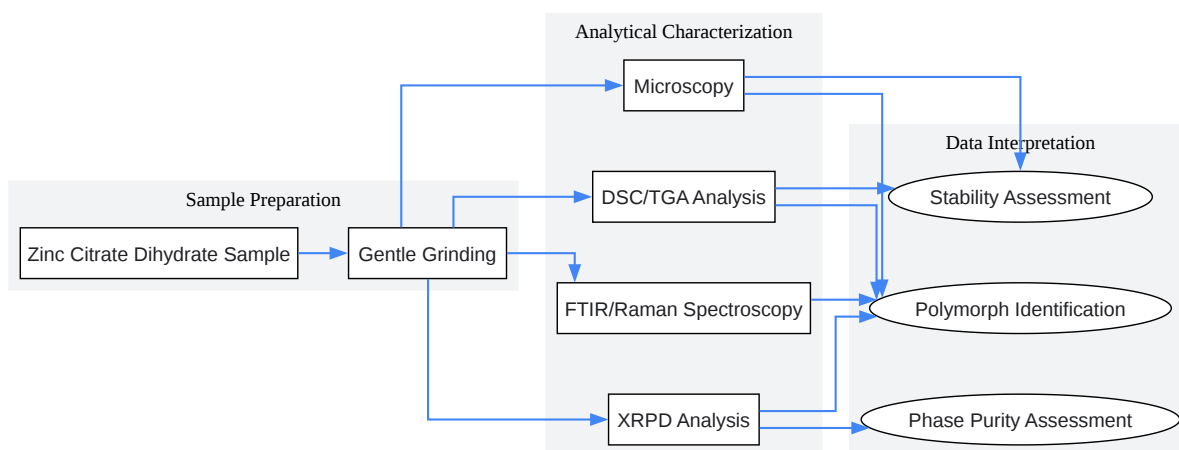 Sample Preparation
Zinc Citrate Dihydrate Sample
Gentle Grinding
Analytical Characterization
Microscopy
DSC/TGA Analysis
FTIR/Raman Spectroscopy
XRPD Analysis
Data Interpretation
Stability Assessment
Polymorph Identification
Phase Purity Assessment